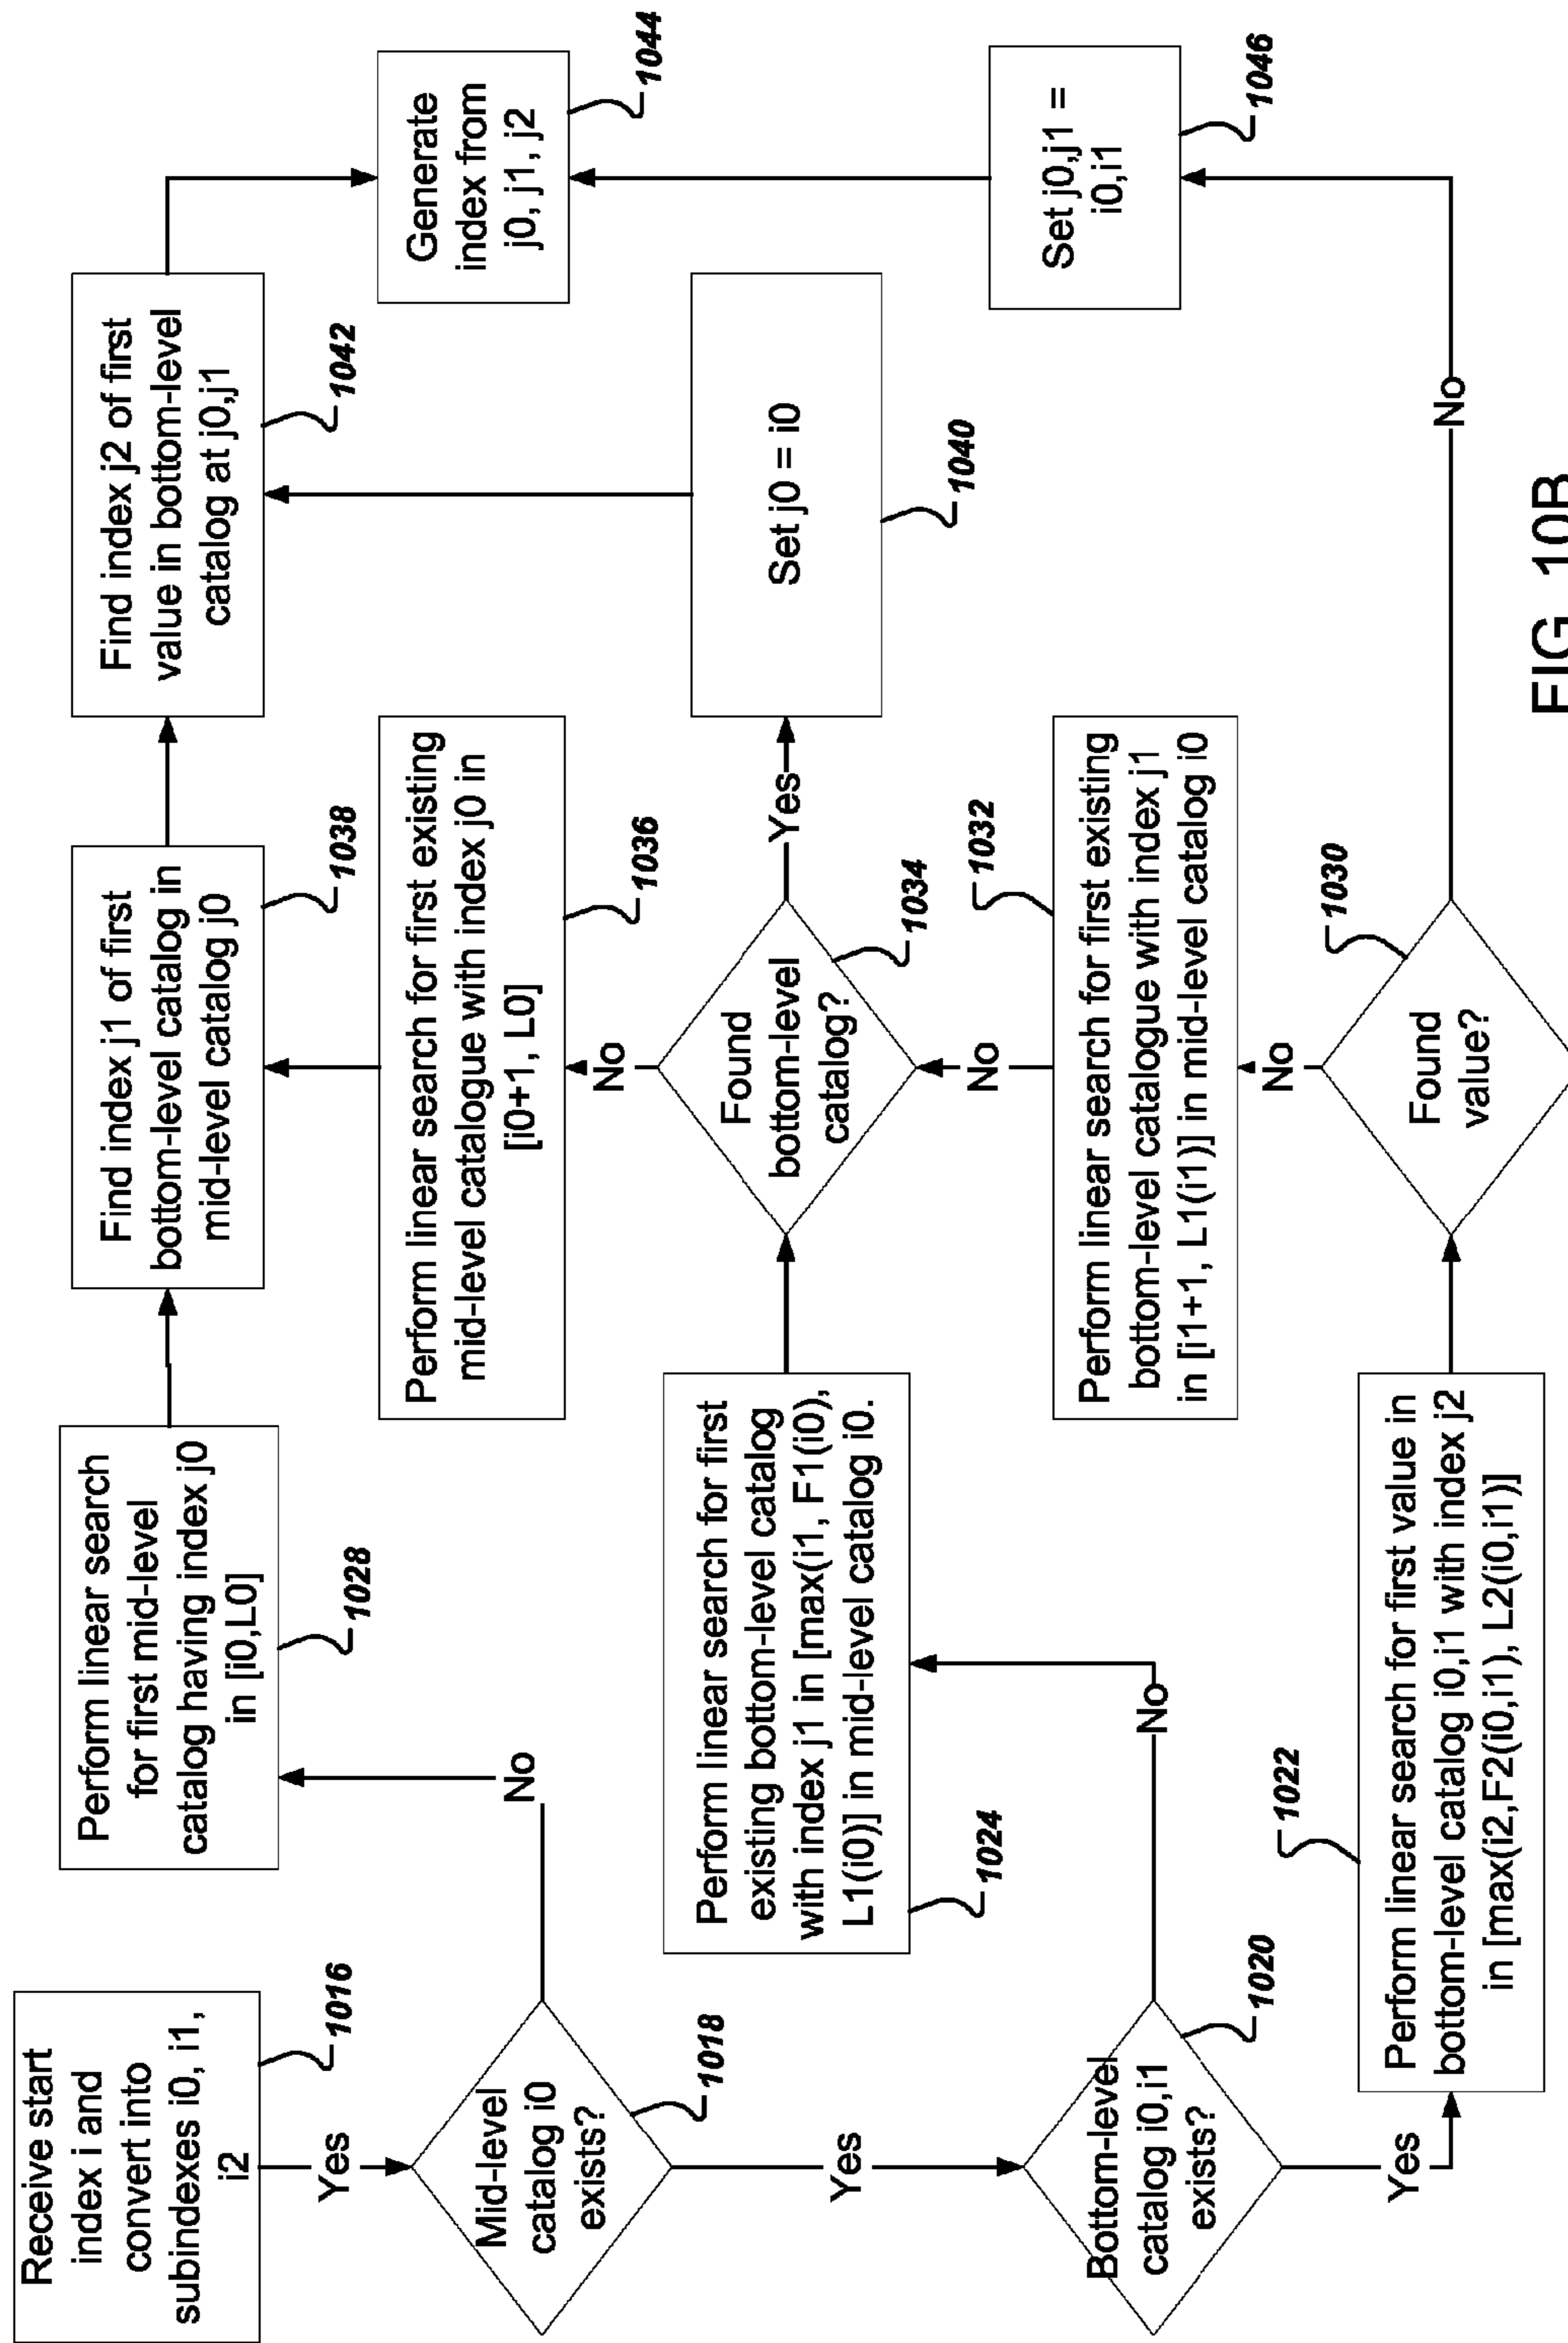 Receive start
index i and
convert into
subindexes i0, i1,
i2
1016
Yes
Mid-level
catalog i0
exists?
1018
No
Perform linear search
for first mid-level
catalog having index j0
in [i0,L0]
1028
Find index j1 of first
bottom-level catalog in
mid-level catalog j0
1038
Find index j2 of first
value in bottom-level
catalog at j0,j1
1042
Generate
index from
j0, j1, j2
1044
Perform linear search for first existing
mid-level catalogue with index j0 in
[i0+1, L0]
1036
No
Yes
Perform linear search for first
existing bottom-level catalog
with index j1 in [max(i1, F1(i0),
L1(i0)] in mid-level catalog i0.
1024
Found
bottom-level
catalog?
1034
Yes
Set j0 = i0
1040
No
Bottom-level
catalog i0,i1
exists?
1020
No
Perform linear search for first existing
bottom-level catalogue with index j1
in [i1+1, L1(i1)] in mid-level catalog i0
1032
Set j0,j1 =
i0,i1
1046
No
Yes
Perform linear search for first value in
bottom-level catalog i0,i1 with index j2
in [max(i2,F2(i0,i1), L2(i0,i1)]
1022
Found
value?
1030
No
FIG. 10B